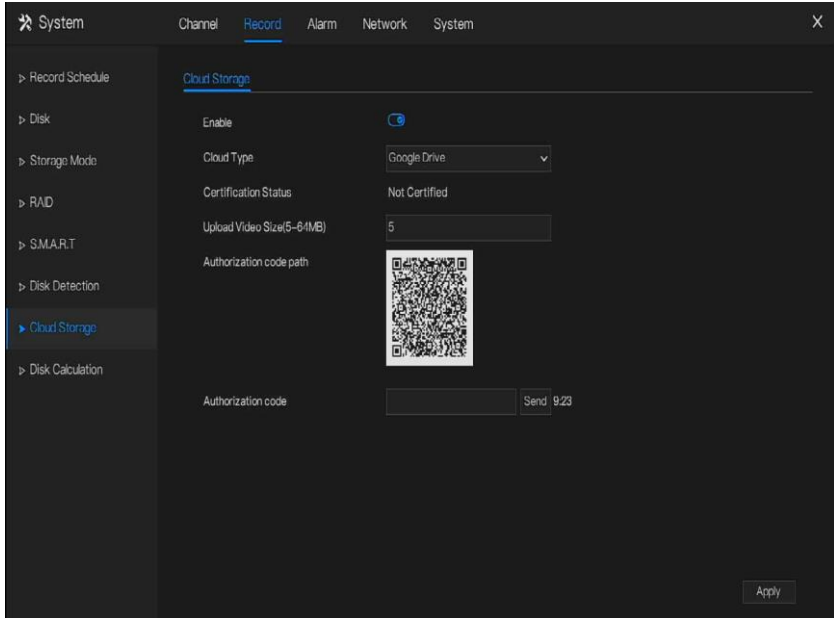 System
Channel Record Alarm Network System X
Record Schedule
Disk
Storage Mode
RAID
S.M.A.R.T
Disk Detection
Cloud Storage
Disk Calculation
Cloud Storage
Enable
Cloud Type Google Drive
Certification Status Not Certified
Upload Video Size(5~64MB) 5
Authorization code path
Authorization code Send 9:23
Apply